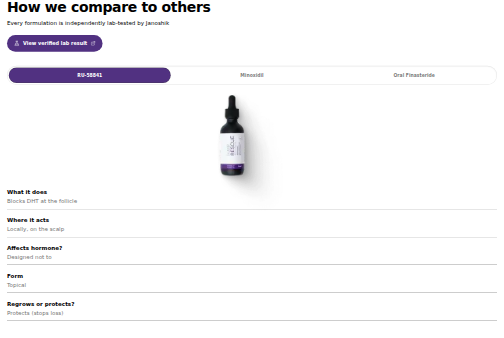 How we compare to others
Every formulation is independently lab-tested by Janoshik
View verified lab result
RU-58841
Minoxidil
Oral Finasteride
RESCUE
What it does
Blocks DHT at the follicle
Where it acts
Locally, on the scalp
Affects hormone?
Designed not to
Form
Topical
Regrows or protects?
Protects (stops loss)